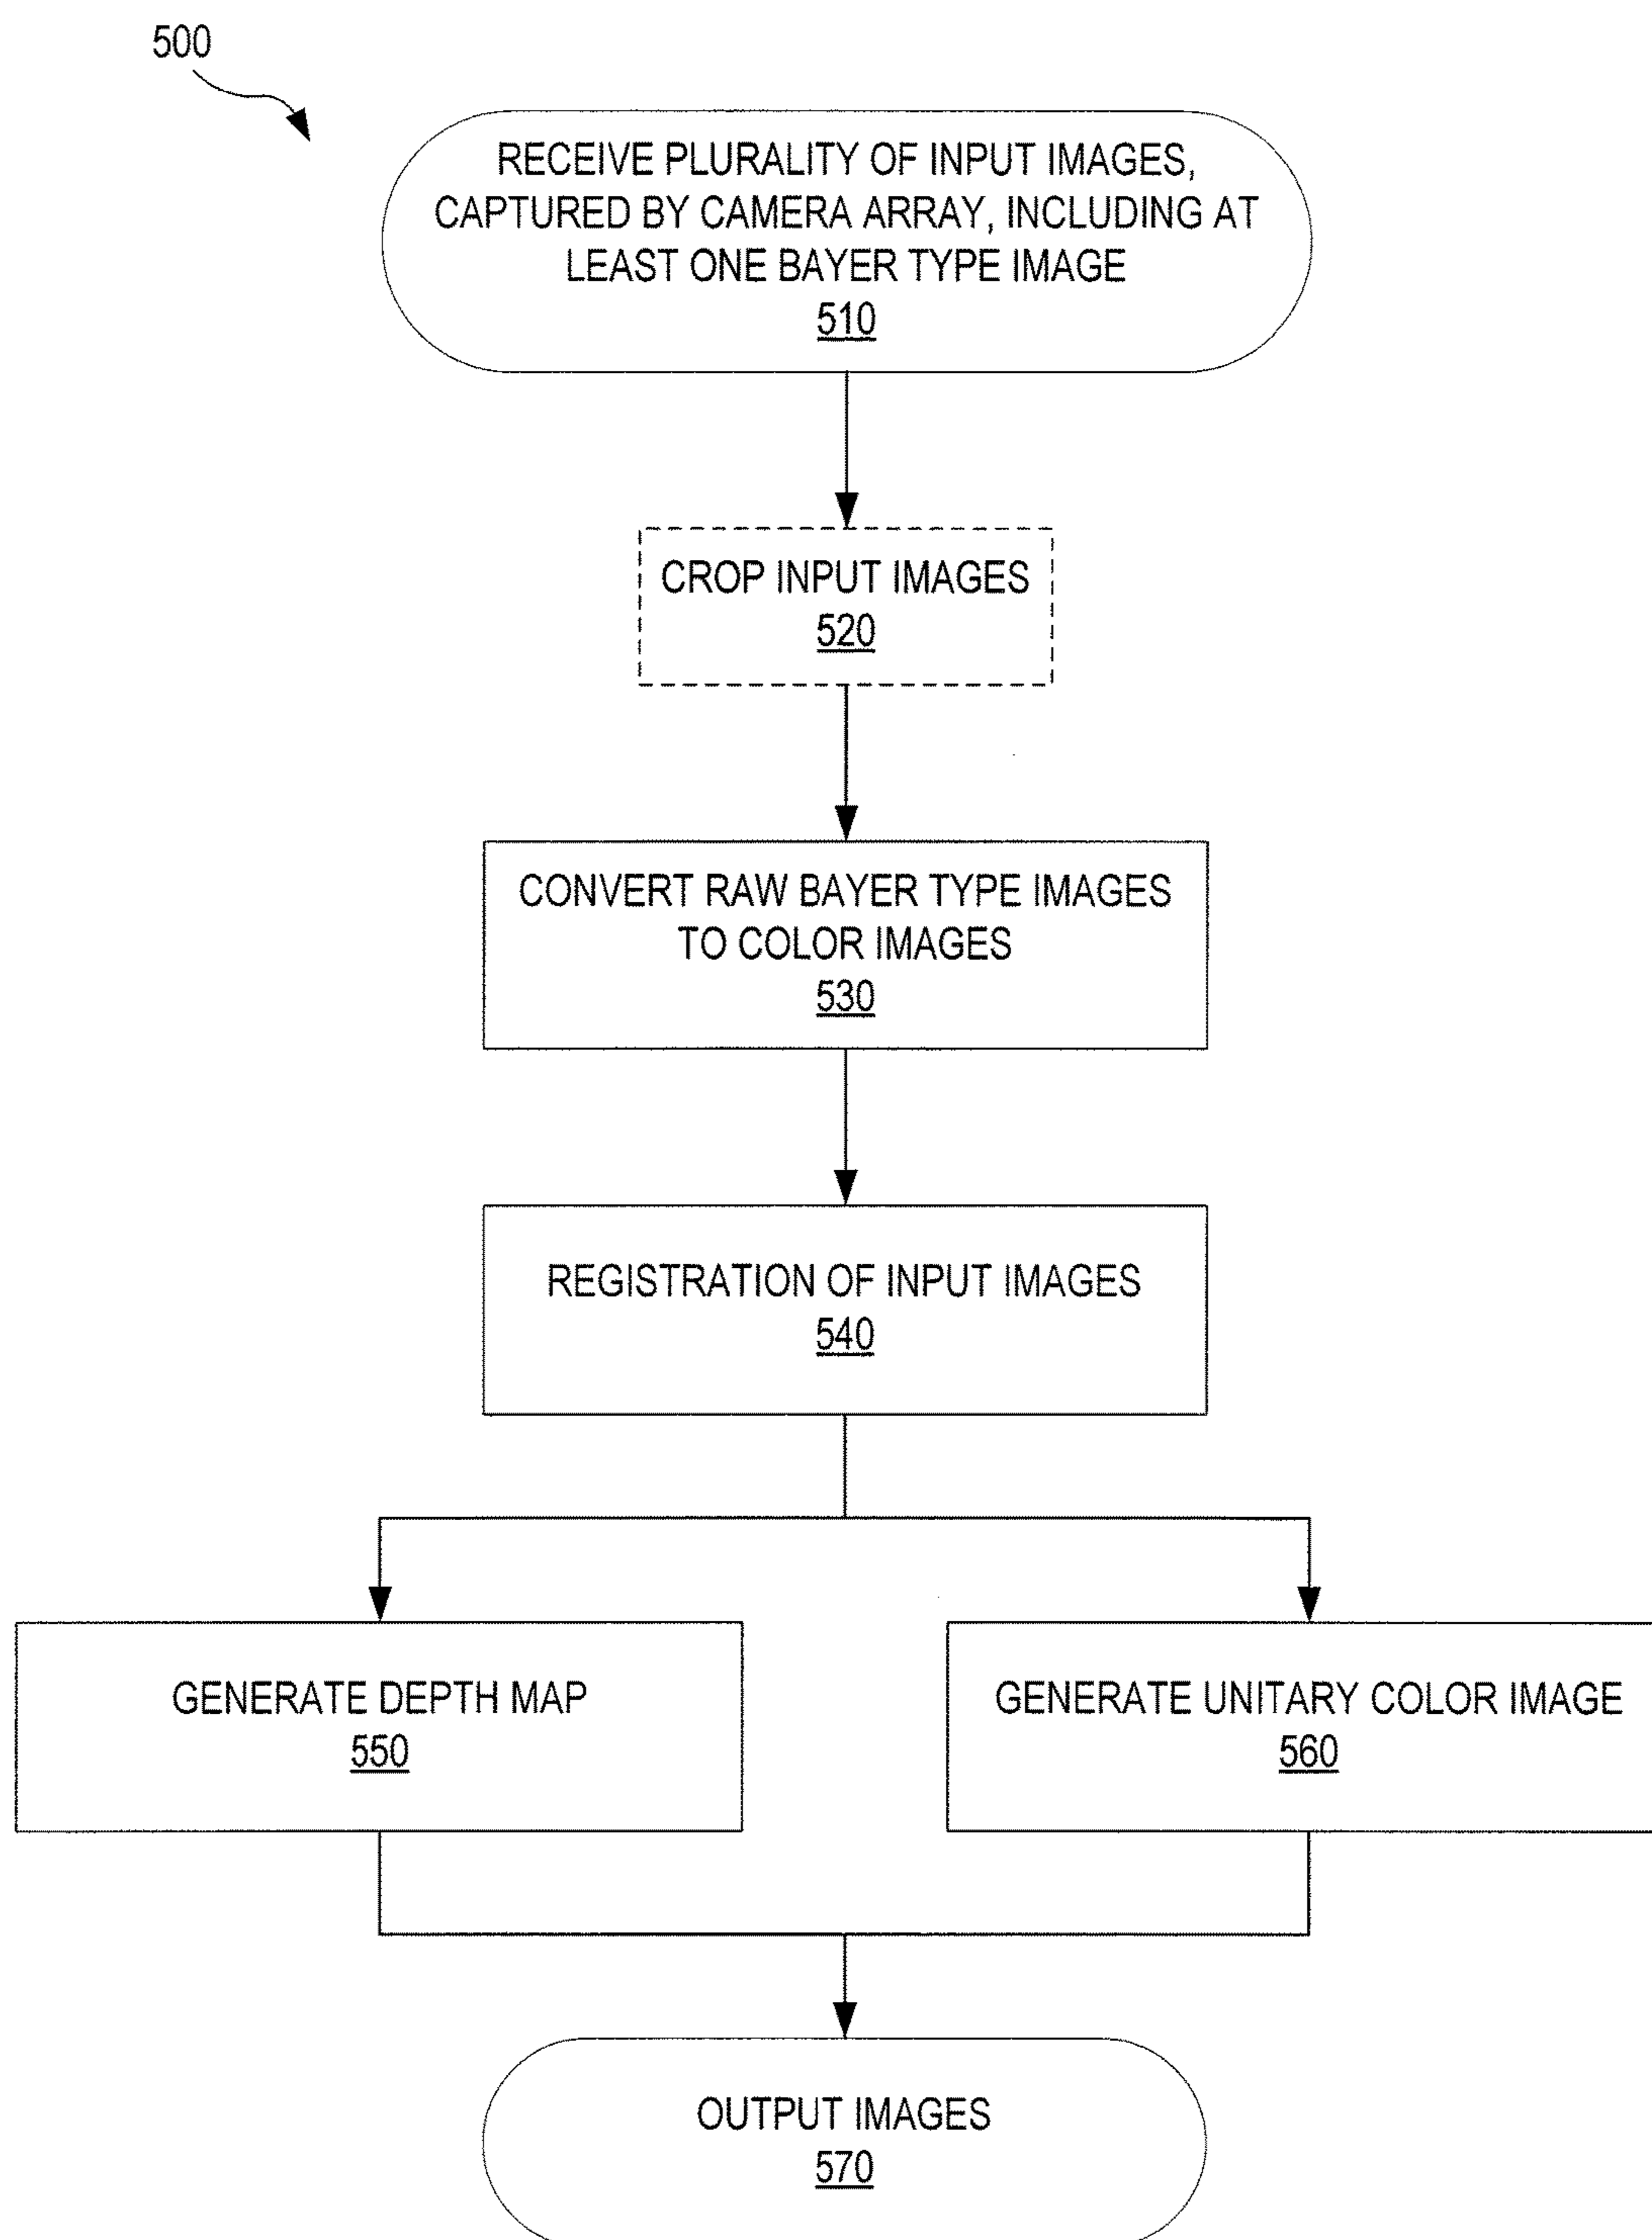 500
RECEIVE PLURALITY OF INPUT IMAGES,
CAPTURED BY CAMERA ARRAY, INCLUDING AT
LEAST ONE BAYER TYPE IMAGE
510
CROP INPUT IMAGES
520
CONVERT RAW BAYER TYPE IMAGES
TO COLOR IMAGES
530
REGISTRATION OF INPUT IMAGES
540
GENERATE DEPTH MAP
550
GENERATE UNITARY COLOR IMAGE
560
OUTPUT IMAGES
570